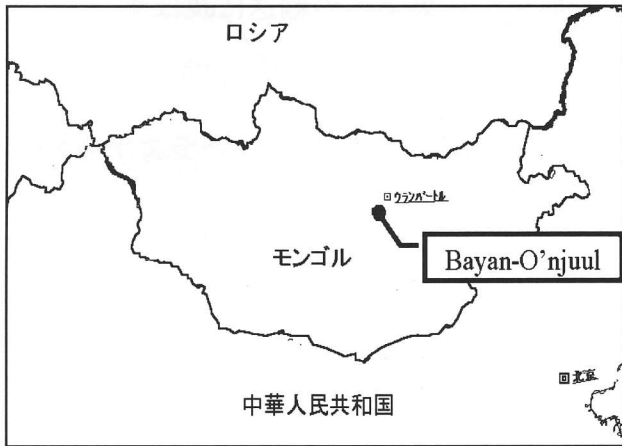 ロシア
ウランバートル
モンゴル
Bayan-O'njuul
北京
中華人民共和国